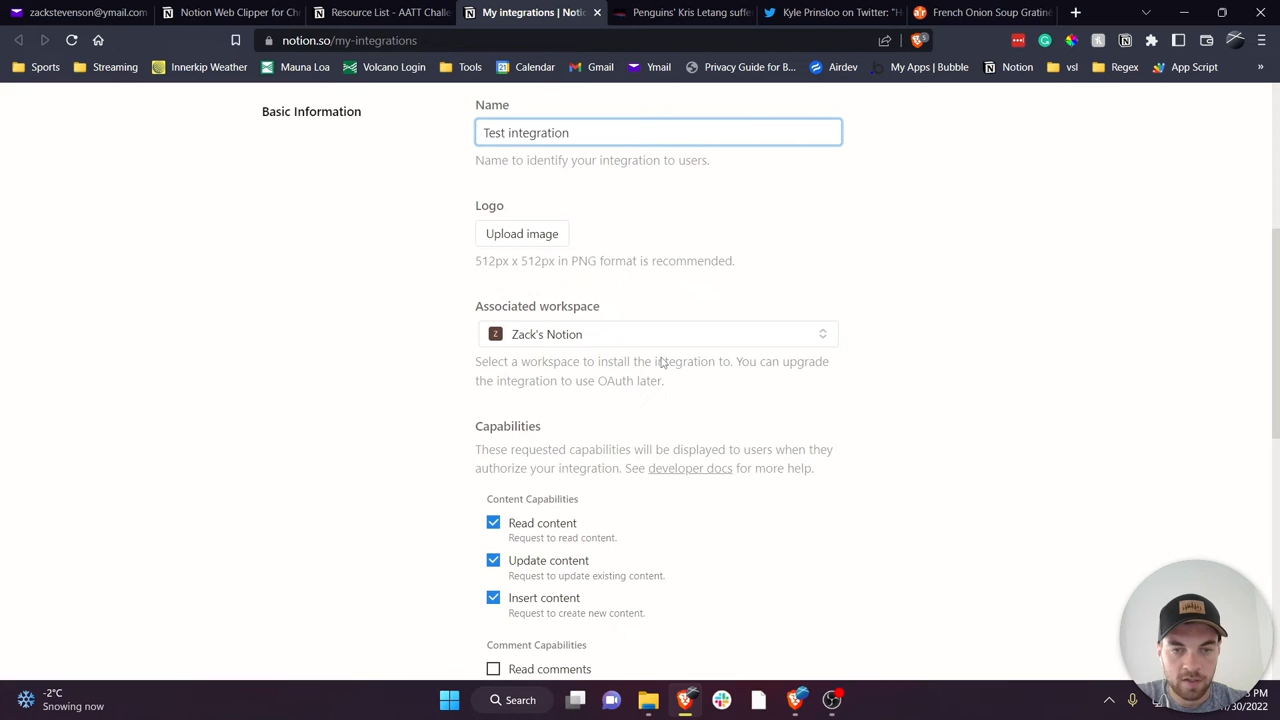 zackstevenson@ymail.com
Notion Web Clipper for Chr
Resource List - AATT Challe
My integrations | Notio
Penguins' Kris Letang suffe
Kyle Prinsloo on Twitter: "H
French Onion Soup Gratine
notion.so/my-integrations
Sports
Streaming
Innerkip Weather
Mauna Loa
Volcano Login
Tools
Calendar
Gmail
Ymail
Privacy Guide for B...
Airdev
My Apps | Bubble
Notion
vsl
Regex
App Script
Basic Information
Name
Test integration
Name to identify your integration to users.
Logo
Upload image
512px x 512px in PNG format is recommended.
Associated workspace
Z Zack's Notion
Select a workspace to install the integration to. You can upgrade
the integration to use OAuth later.
Capabilities
These requested capabilities will be displayed to users when they
authorize your integration. See developer docs for more help.
Content Capabilities
Read content
Request to read content.
Update content
Request to update existing content.
Insert content
Request to create new content.
Comment Capabilities
Read comments
-2°C
Snowing now
Search
/30/2022